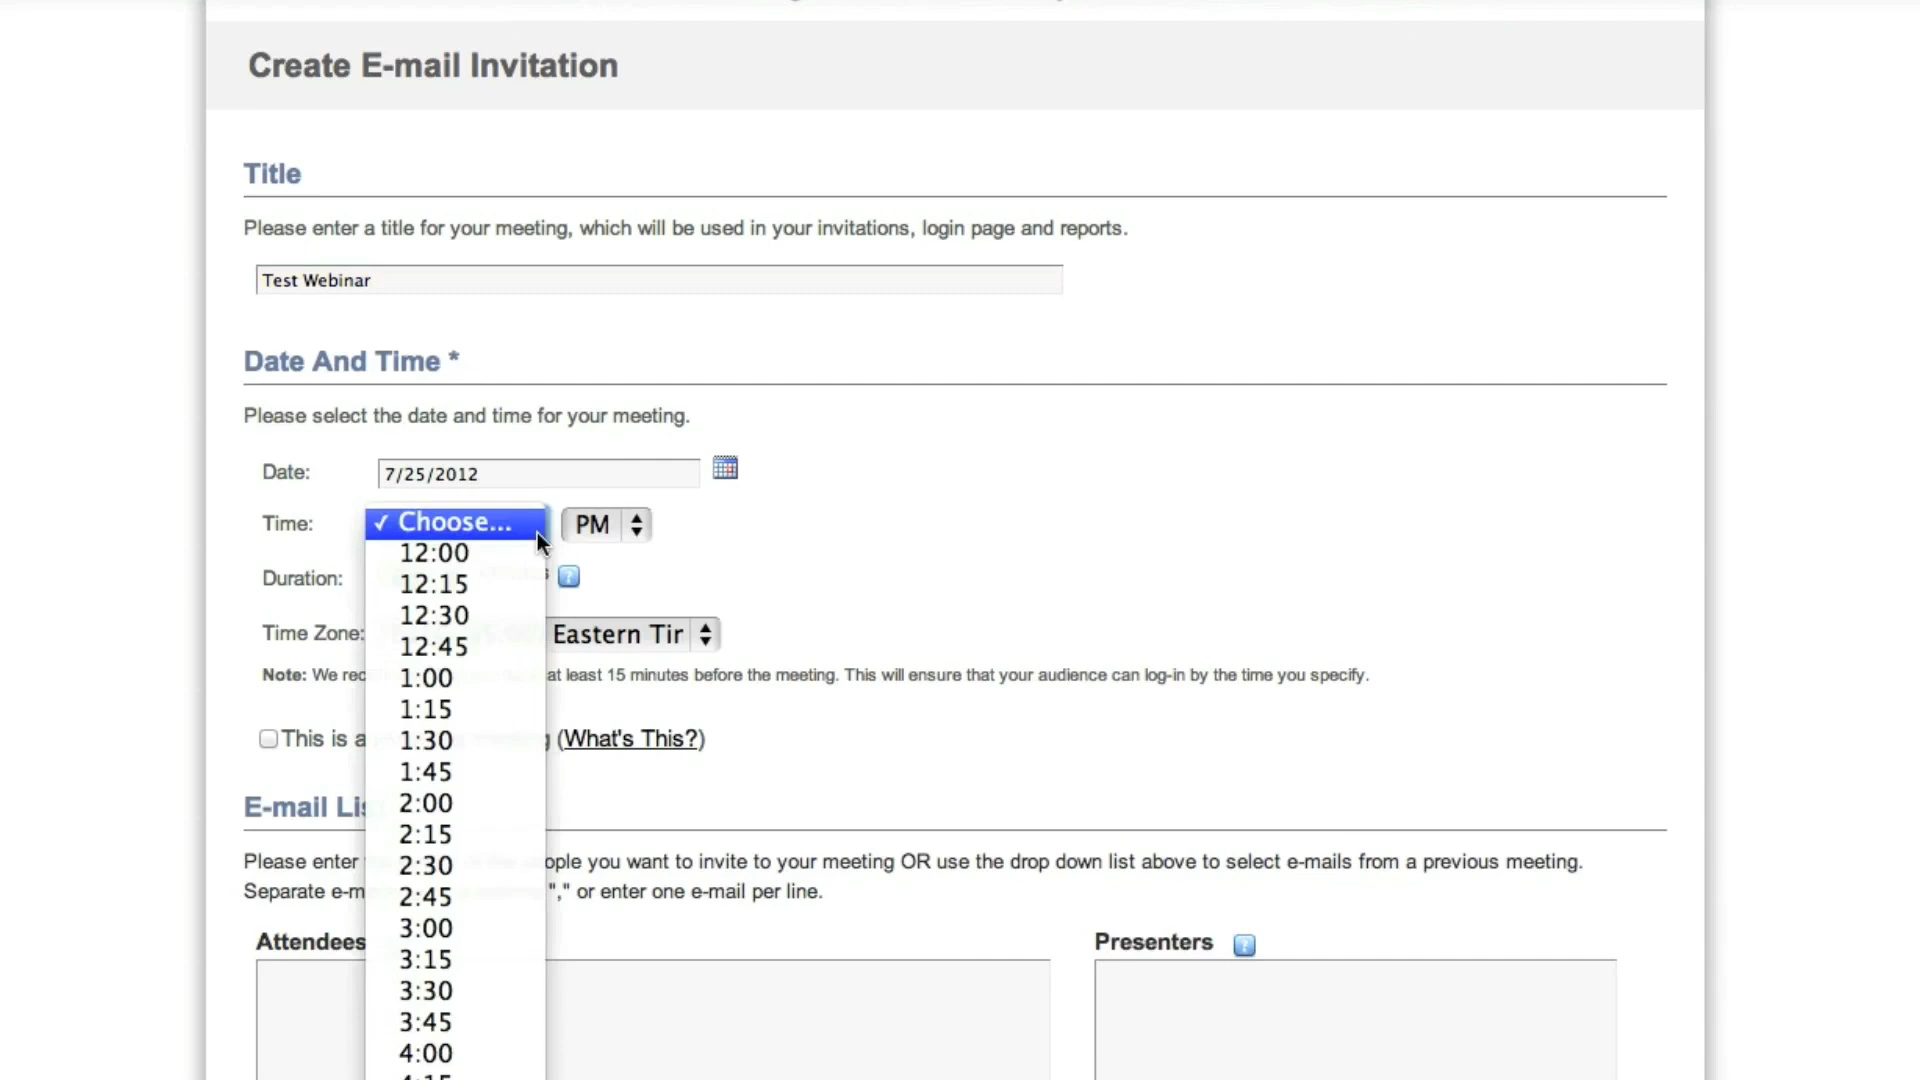 Create E-mail Invitation
Title
Please enter a title for your meeting, which will be used in your invitations, login page and reports.
Test Webinar
Date And Time *
Please select the date and time for your meeting.
Date: 7/25/2012
Time: ✓ Choose... PM
12:00
Duration:
12:15
12:30
Time Zone: Eastern Tir
12:45
Note: We rec at least 15 minutes before the meeting. This will ensure that your audience can log-in by the time you specify.
1:00
1:15
This is a (What's This?)
1:30
1:45
E-mail Lis
2:00
2:15
Please enter ople you want to invite to your meeting OR use the drop down list above to select e-mails from a previous meeting.
2:30
Separate e-m "," or enter one e-mail per line.
2:45
3:00
Attendees Presenters
3:15
3:30
3:45
4:00